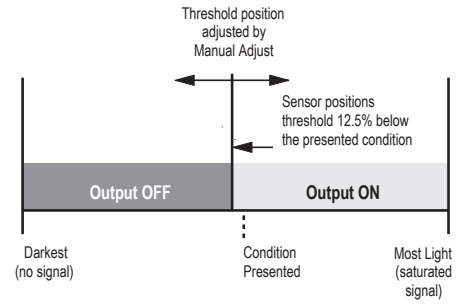 Threshold position
adjusted by
Manual Adjust
Sensor positions
threshold 12.5% below
the presented condition
Output OFF
Output ON
Darkest
(no signal)
Condition
Presented
Most Light
(saturated
signal)